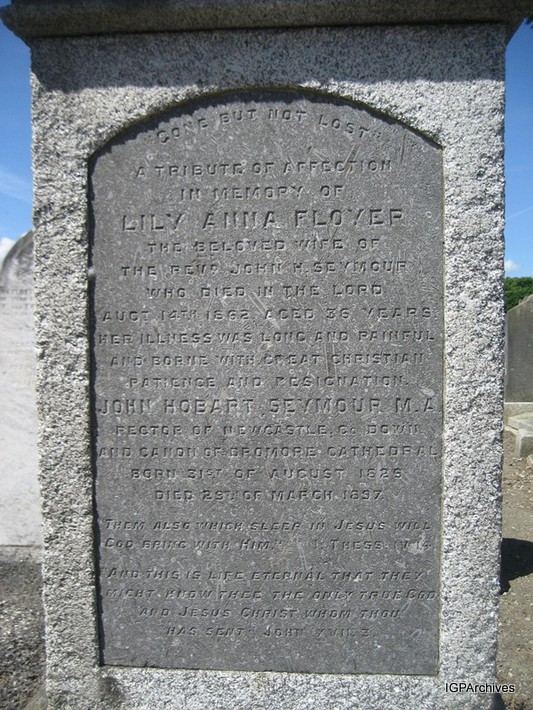 GONE BUT NOT LOST
A TRIBUTE OF AFFECTION
IN MEMORY OF
LILY ANNA FLOYER
THE BELOVED WIFE OF
THE REVD JOHN H. SEYMOUR
WHO DIED IN THE LORD
AUGT 14TH 1862 AGED 36 YEARS.
HER ILLNESS WAS LONG AND PAINFUL
AND BORNE WITH GREAT CHRISTIAN
PATIENCE AND RESIGNATION.
JOHN HOBART SEYMOUR M.A.
RECTOR OF NEWCASTLE, CO DOWN
AND CANON OF DROMORE CATHEDRAL
BORN 31ST OF AUGUST
DIED OF MARCH 1897
THEM ALSO WHICH SLEEP IN JESUS WILL
GOD BRING WITH HIM." I THESS.
"AND THIS IS LIFE ETERNAL THAT THEY
MIGHT KNOW THEE THE ONLY TRUE GOD
AND JESUS CHRIST WHOM THOU
HAS SENT" JOHN XVII. 3
IGPArchives